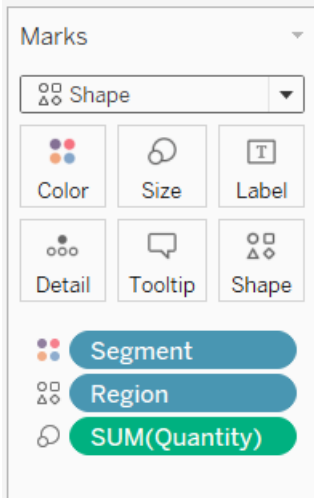 Marks
Shape
Color Size Label
Detail Tooltip Shape
Segment
Region
SUM(Quantity)